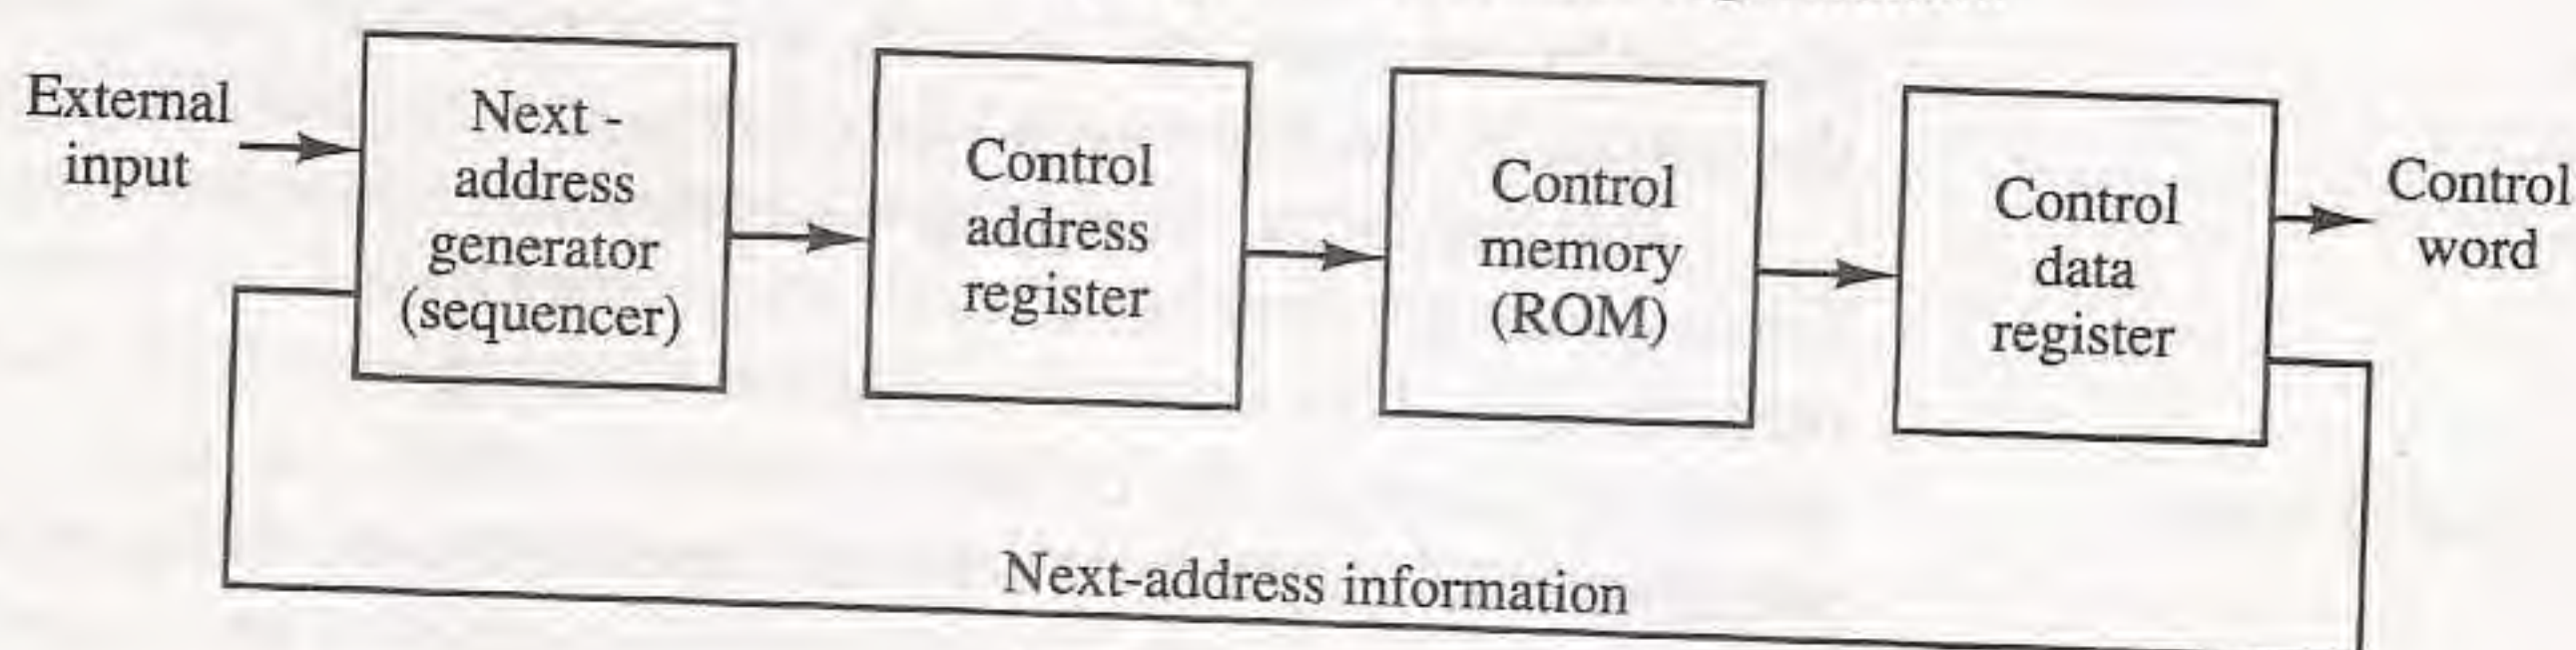 External
input
Next -
address
generator
(sequencer)
Control
address
register
Control
memory
(ROM)
Control
data
register
Control
word
Next-address information